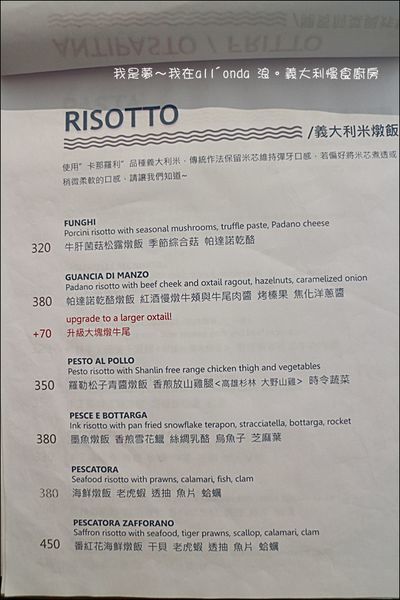 ANTIPASTO / FRITTO
我是夢～我在all´onda 浪。義大利慢食廚房
RISOTTO
/義大利米燉飯
使用"卡那羅利"品種義大利米，傳統作法保留米芯維持彈牙口感，若偏好將米芯煮透或
稍微柔軟的口感，請讓我們知道~
FUNGHI
Porcini risotto with seasonal mushrooms, truffle paste, Padano cheese
320 牛肝菌菇松露燉飯 季節綜合菇 帕達諾乾酪
GUANCIA DI MANZO
Padano risotto with beef cheek and oxtail ragout, hazelnuts, caramelized onion
380 帕達諾乾酪燉飯 紅酒慢燉牛頰與牛尾肉醬 烤榛果 焦化洋蔥醬
upgrade to a larger oxtail!
+70 升級大塊燉牛尾
PESTO AL POLLO
Pesto risotto with Shanlin free range chicken thigh and vegetables
350 羅勒松子青醬燉飯 香煎放山雞腿<高雄杉林 大野山雞> 時令蔬菜
PESCE E BOTTARGA
Ink risotto with pan fried snowflake terapon, stracciatella, bottarga, rocket
380 墨魚燉飯 香煎雪花鱲 絲綢乳酪 烏魚子 芝麻葉
PESCATORA
Seafood risotto with prawns, calamari, fish, clam
380 海鮮燉飯 老虎蝦 透抽 魚片 蛤蠣
PESCATORA ZAFFORANO
Saffron risotto with seafood, tiger prawns, scallop, calamari, clam
450 番紅花海鮮燉飯 干貝 老虎蝦 透抽 魚片 蛤蠣